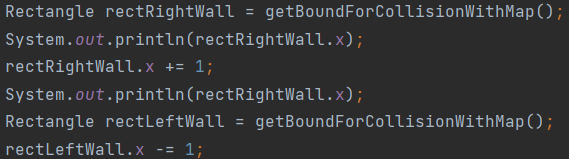 Rectangle rectRightWall = getBoundForCollisionWithMap();
System.out.println(rectRightWall.x);
rectRightWall.x += 1;
System.out.println(rectRightWall.x);
Rectangle rectLeftWall = getBoundForCollisionWithMap();
rectLeftWall.x -= 1;